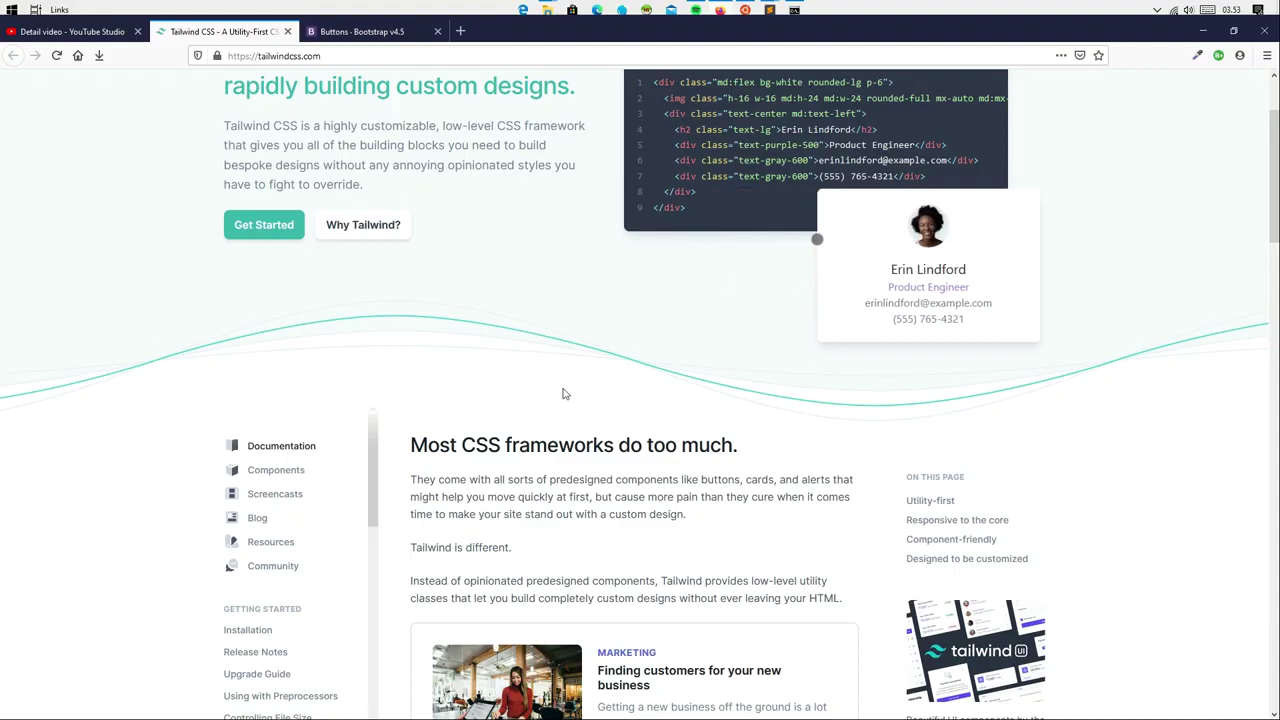 Links
03.53
Detail video - YouTube Studio
Tailwind CSS - A Utility-First CS
Buttons · Bootstrap v4.5
https://tailwindcss.com
rapidly building custom designs.
Tailwind CSS is a highly customizable, low-level CSS framework
that gives you all of the building blocks you need to build
bespoke designs without any annoying opinionated styles you
have to fight to override.
Get Started
Why Tailwind?
1 <div class="md:flex bg-white rounded-lg p-6">
2 <img class="h-16 w-16 md:h-24 md:w-24 rounded-full mx-auto md:mx-
3 <div class="text-center md:text-left">
4 <h2 class="text-lg">Erin Lindford</h2>
5 <div class="text-purple-500">Product Engineer</div>
6 <div class="text-gray-600">erinlindford@example.com</div>
7 <div class="text-gray-600">(555) 765-4321</div>
8 </div>
9 </div>
Erin Lindford
Product Engineer
erinlindford@example.com
(555) 765-4321
Documentation
Components
Screencasts
Blog
Resources
Community
GETTING STARTED
Installation
Release Notes
Upgrade Guide
Using with Preprocessors
Controlling File Size
Most CSS frameworks do too much.
They come with all sorts of predesigned components like buttons, cards, and alerts that
might help you move quickly at first, but cause more pain than they cure when it comes
time to make your site stand out with a custom design.
Tailwind is different.
Instead of opinionated predesigned components, Tailwind provides low-level utility
classes that let you build completely custom designs without ever leaving your HTML.
MARKETING
Finding customers for your new
business
Getting a new business off the ground is a lot
ON THIS PAGE
Utility-first
Responsive to the core
Component-friendly
Designed to be customized
tailwind UI
Beautiful UI components by the